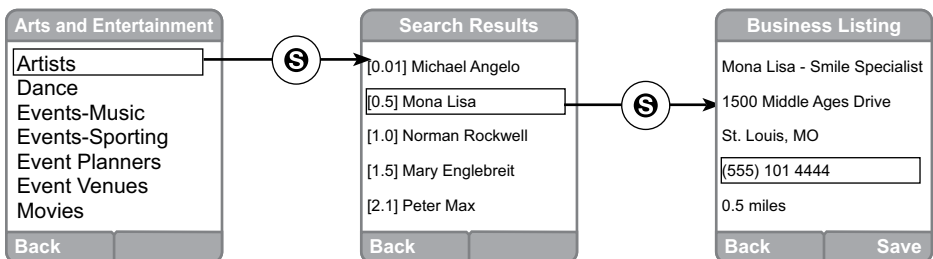 Arts and Entertainment
Artists
Dance
Events-Music
Events-Sporting
Event Planners
Event Venues
Movies
Back
S
Search Results
[0.01] Michael Angelo
[0.5] Mona Lisa
[1.0] Norman Rockwell
[1.5] Mary Englebreit
[2.1] Peter Max
Back
S
Business Listing
Mona Lisa - Smile Specialist
1500 Middle Ages Drive
St. Louis, MO
(555) 101 4444
0.5 miles
Back Save